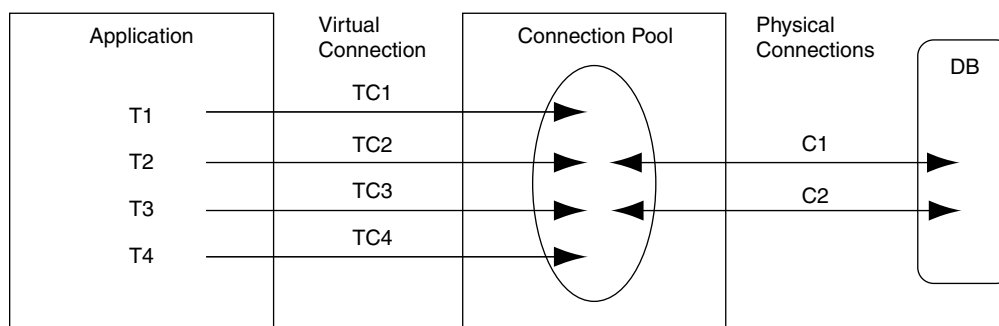 Application
Virtual
Connection
Connection Pool
Physical
Connections
DB
T1
TC1
T2
TC2
C1
T3
TC3
C2
T4
TC4